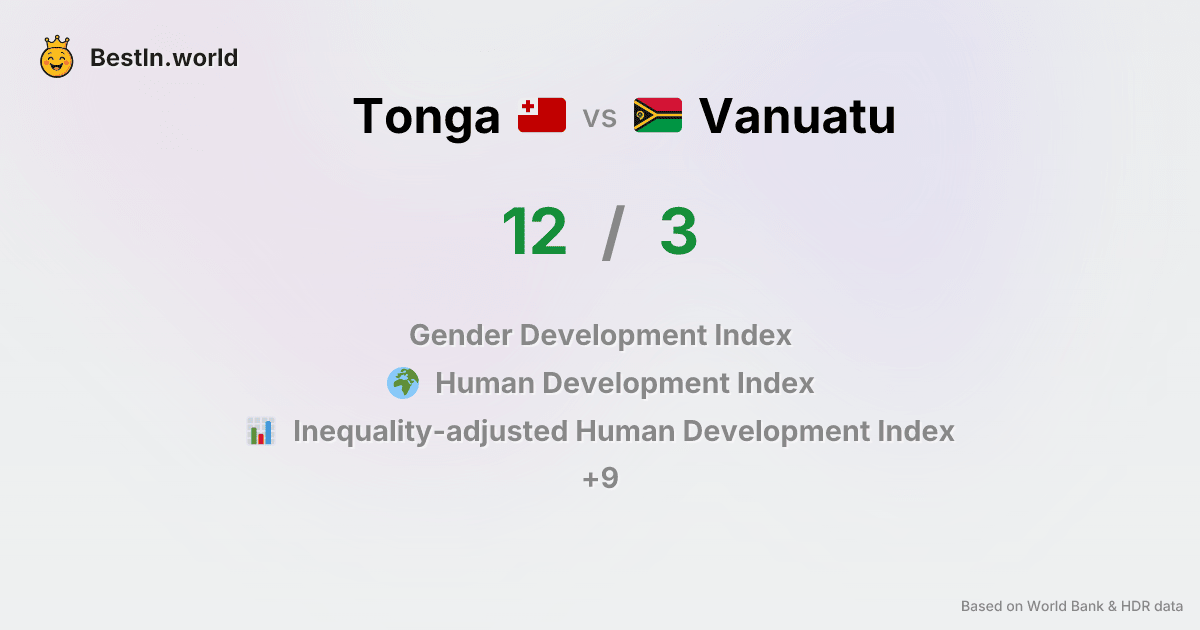 BestIn.world
Tonga vs Vanuatu
12 / 3
Gender Development Index
Human Development Index
Inequality-adjusted Human Development Index
+9
Based on World Bank & HDR data